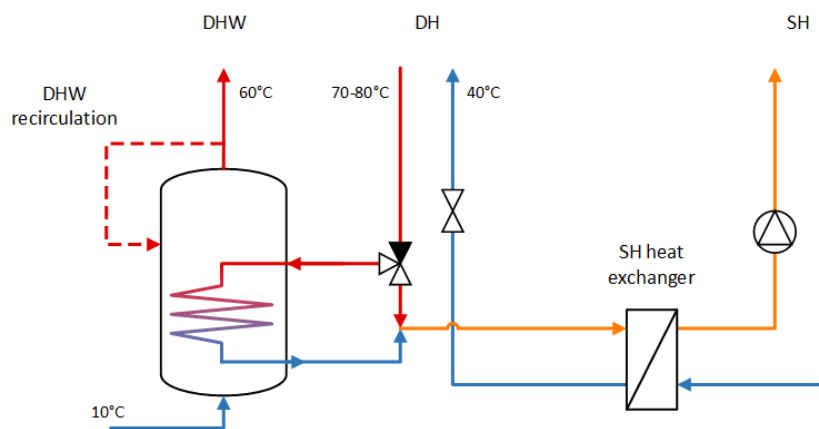 DHW
DH
SH
DHW
recirculation
60°C
70-80°C
40°C
SH heat
exchanger
10°C